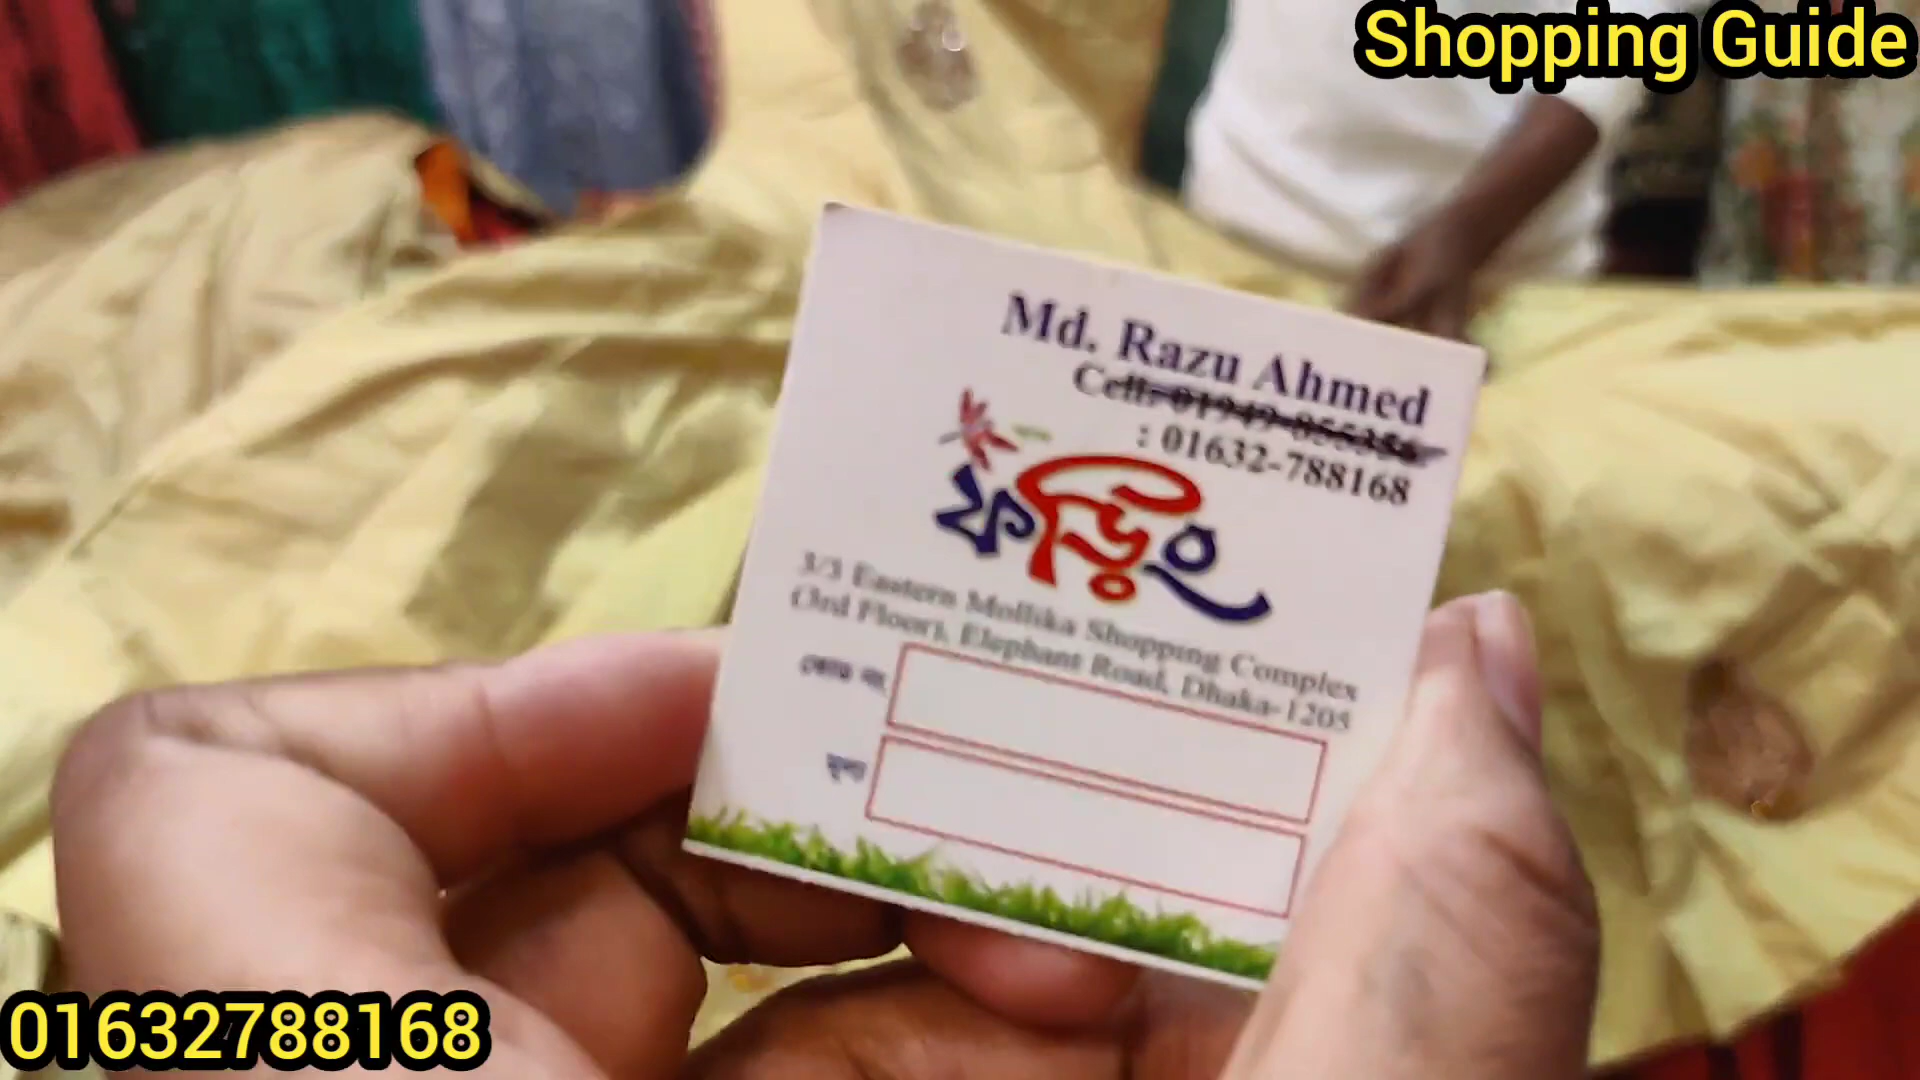 Shopping Guide
Md. Razu Ahmed
Cell:
: 01632-788168
ফড়িং
3/3 Eastern Mollika Shopping Complex
(3rd Floor), Elephant Road, Dhaka-1205
কোড নং
মূল্য
01632788168